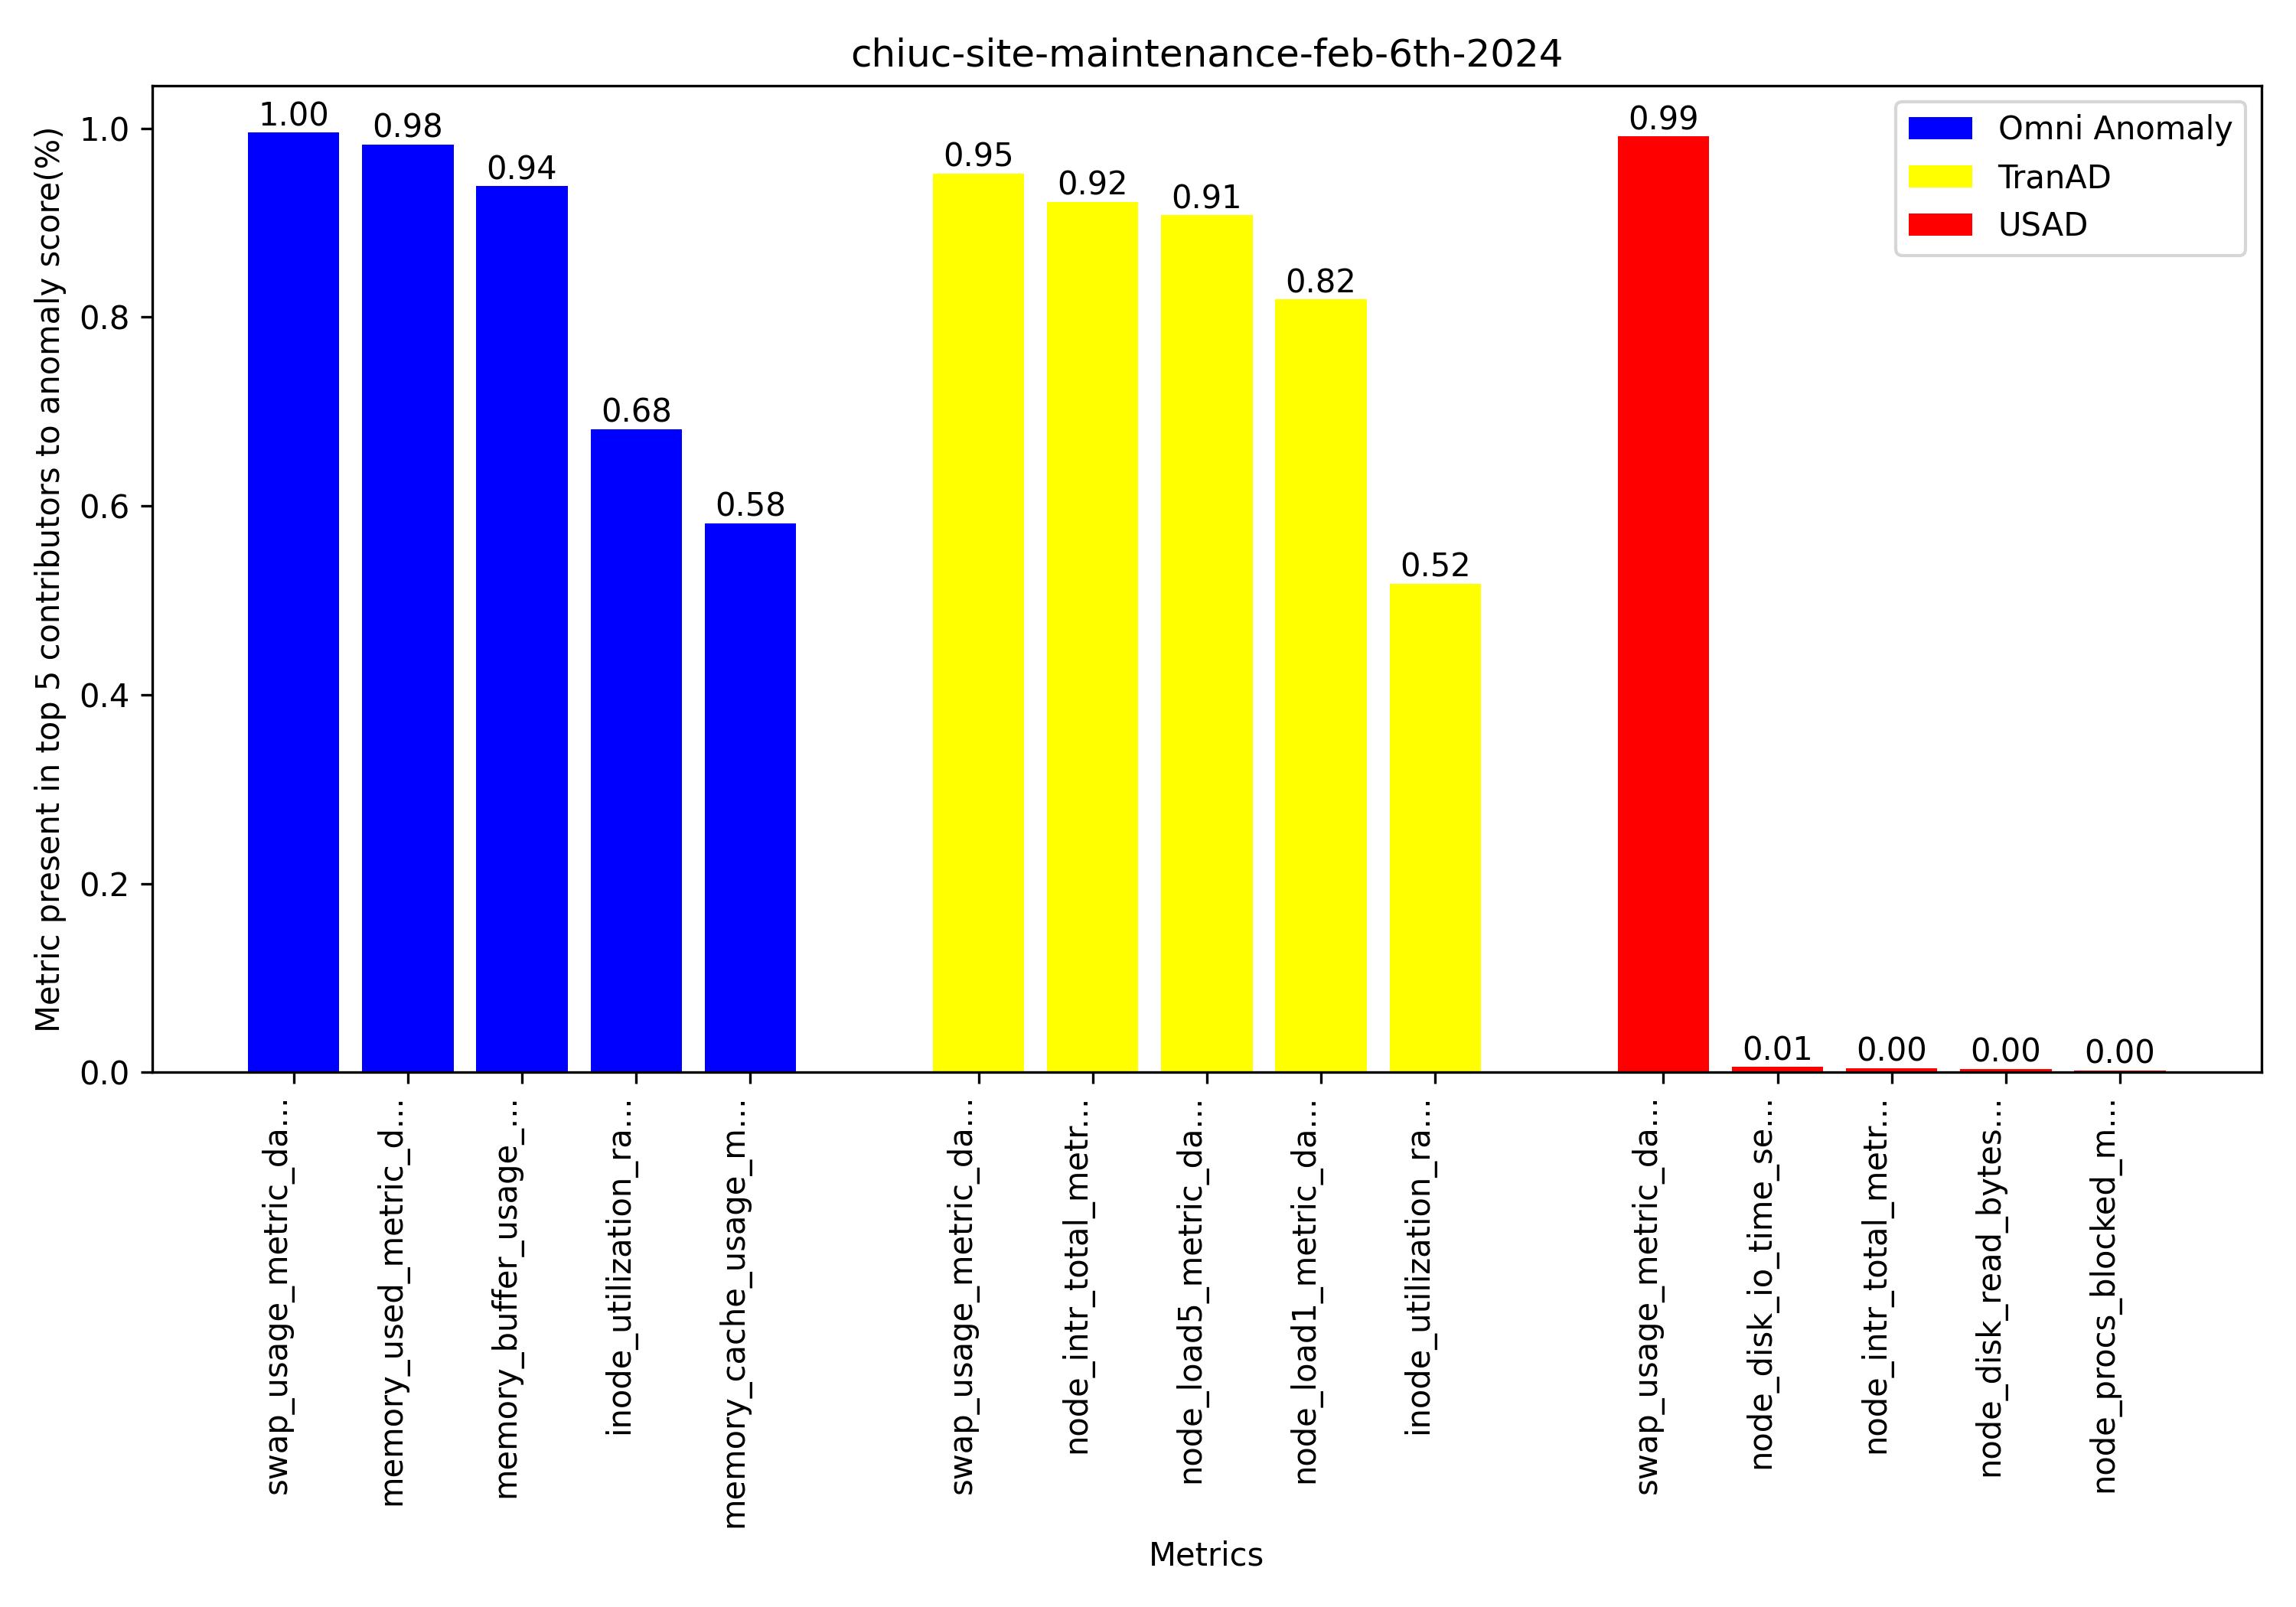 chiuc-site-maintenance-feb-6th-2024
Metric present in top 5 contributors to anomaly score(%)
1.0
0.8
0.6
0.4
0.2
0.0
1.00
0.98
0.94
0.68
0.58
0.95
0.92
0.91
0.82
0.52
0.99
0.01
0.00
0.00
0.00
Omni Anomaly
TranAD
USAD
swap_usage_metric_da...
memory_used_metric_d...
memory_buffer_usage_...
inode_utilization_ra...
memory_cache_usage_m...
swap_usage_metric_da...
node_intr_total_metr...
node_load5_metric_da...
node_load1_metric_da...
inode_utilization_ra...
swap_usage_metric_da...
node_disk_io_time_se...
node_intr_total_metr...
node_disk_read_bytes...
node_procs_blocked_m...
Metrics